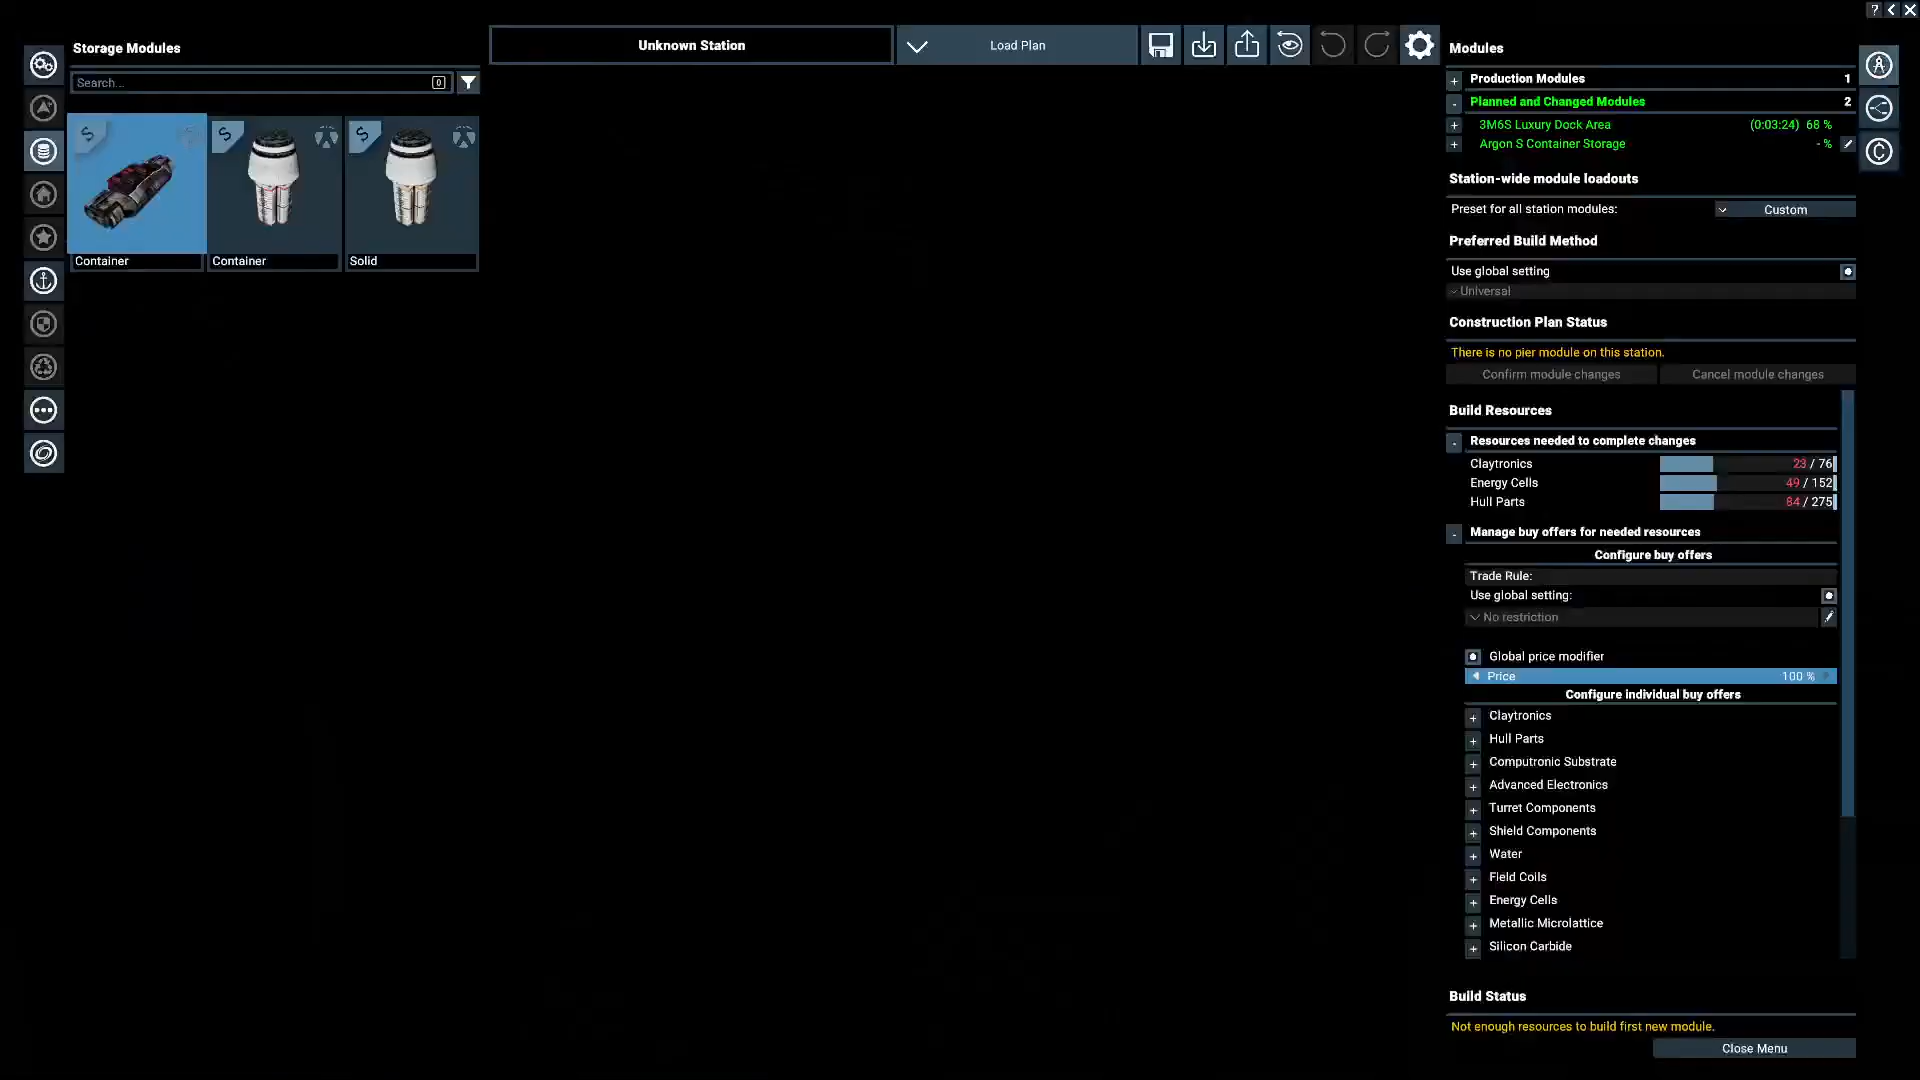 Storage Modules
Search...
0
S
S
S
Container
Container
Solid
Unknown Station
Load Plan
?
Modules
+ Production Modules 1
- Planned and Changed Modules 2
+ 3M6S Luxury Dock Area (0:03:24) 68 %
+ Argon S Container Storage - %
Station-wide module loadouts
Preset for all station modules: Custom
Preferred Build Method
Use global setting
Universal
Construction Plan Status
There is no pier module on this station.
Confirm module changes Cancel module changes
Build Resources
- Resources needed to complete changes
Claytronics 23 / 76
Energy Cells 49 / 152
Hull Parts 84 / 275
- Manage buy offers for needed resources
Configure buy offers
Trade Rule:
Use global setting:
No restriction
Global price modifier
Price 100 %
Configure individual buy offers
+ Claytronics
+ Hull Parts
+ Computronic Substrate
+ Advanced Electronics
+ Turret Components
+ Shield Components
+ Water
+ Field Coils
+ Energy Cells
+ Metallic Microlattice
+ Silicon Carbide
Build Status
Not enough resources to build first new module.
Close Menu